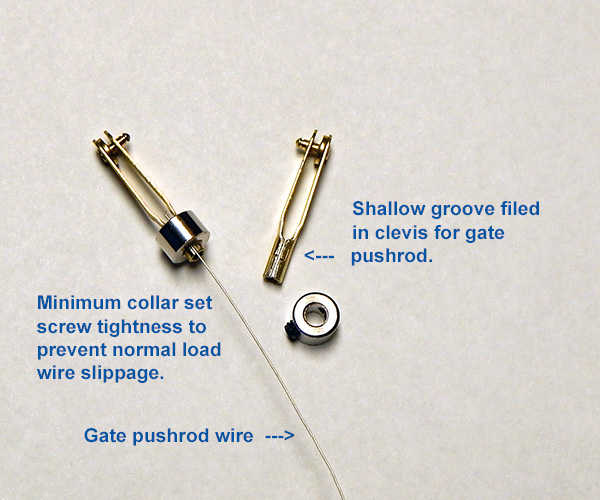 Shallow groove filed
in clevis for gate
<--- pushrod.
Minimum collar set
screw tightness to
prevent normal load
wire slippage.
Gate pushrod wire --->